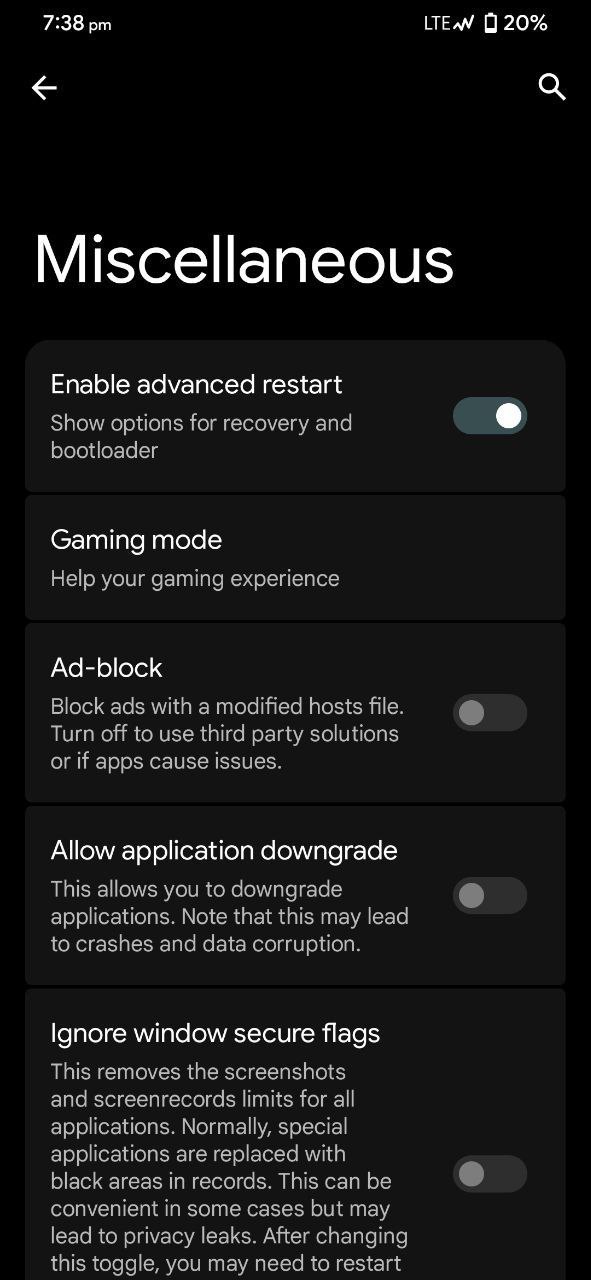 7:38 pm LTE 20%
Miscellaneous
Enable advanced restart
Show options for recovery and
bootloader
Gaming mode
Help your gaming experience
Ad-block
Block ads with a modified hosts file.
Turn off to use third party solutions
or if apps cause issues.
Allow application downgrade
This allows you to downgrade
applications. Note that this may lead
to crashes and data corruption.
Ignore window secure flags
This removes the screenshots
and screenrecords limits for all
applications. Normally, special
applications are replaced with
black areas in records. This can be
convenient in some cases but may
lead to privacy leaks. After changing
this toggle, you may need to restart